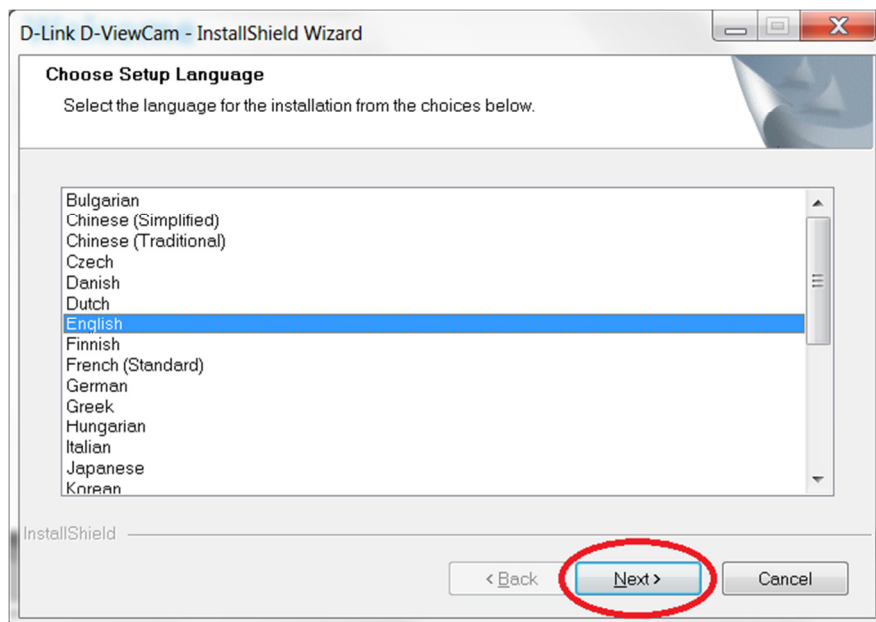 D-Link D-ViewCam - InstallShield Wizard
Choose Setup Language
Select the language for the installation from the choices below.
Bulgarian
Chinese (Simplified)
Chinese (Traditional)
Czech
Danish
Dutch
English
Finnish
French (Standard)
German
Greek
Hungarian
Italian
Japanese
Korean
InstallShield
< Back Next > Cancel